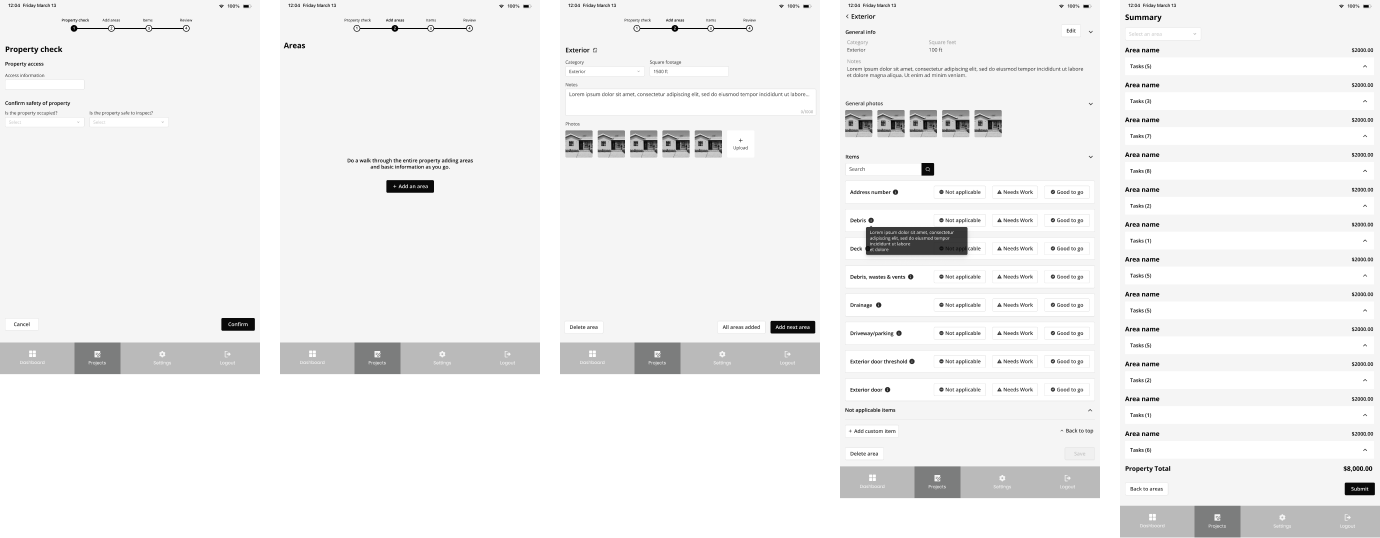 12:04 Friday March 13
100%
Property check
Add areas
Items
Review
1
2
3
4
Property check
Property access
Access information
Confirm safety of property
Is the property occupied?
Is the property safe to inspect?
Select
Select
Cancel
Confirm
Dashboard
Projects
Settings
Logout
12:04 Friday March 13
100%
Property check
Add areas
Items
Review
1
2
3
4
Areas
Do a walk through the entire property adding areas
and basic information as you go.
+ Add an area
Dashboard
Projects
Settings
Logout
12:04 Friday March 13
100%
Property check
Add areas
Items
Review
1
2
3
4
Exterior
Category
Square footage
Exterior
1500 ft
Notes
Lorem ipsum dolor sit amet, consectetur adipiscing elit, sed do eiusmod tempor incididunt ut labore...
Photos
+
Upload
Delete area
All areas added
Add next area
Dashboard
Projects
Settings
Logout
12:04 Friday March 13
100%
Exterior
General info
Edit
Category
Square feet
Exterior
100 ft
Notes
Lorem ipsum dolor sit amet, consectetur adipiscing elit, sed do eiusmod tempor incididunt ut labore
et dolore magna aliqua. Ut enim ad minim veniam.
General photos
Items
Search
Address number
Not applicable
Needs Work
Good to go
Debris
Not applicable
Needs Work
Good to go
Lorem ipsum dolor sit amet, consectetur
adipiscing elit, sed do eiusmod tempor
incididunt ut labore
et dolore
Deck
Not applicable
Needs Work
Good to go
Debris, wastes & vents
Not applicable
Needs Work
Good to go
Drainage
Not applicable
Needs Work
Good to go
Driveway/parking
Not applicable
Needs Work
Good to go
Exterior door threshold
Not applicable
Needs Work
Good to go
Exterior door
Not applicable
Needs Work
Good to go
Not applicable items
+ Add custom item
Back to top
Delete area
Save
Dashboard
Projects
Settings
Logout
12:04 Friday March 13
100%
Summary
Select an area
Area name $2000.00
Tasks (5)
Area name $2000.00
Tasks (3)
Area name $2000.00
Tasks (7)
Area name $2000.00
Tasks (8)
Area name $2000.00
Tasks (2)
Area name $2000.00
Tasks (1)
Area name $2000.00
Tasks (5)
Area name $2000.00
Tasks (5)
Area name $2000.00
Tasks (5)
Area name $2000.00
Tasks (2)
Area name $2000.00
Tasks (1)
Area name $2000.00
Tasks (6)
Property Total $8,000.00
Back to areas
Submit
Dashboard
Projects
Settings
Logout